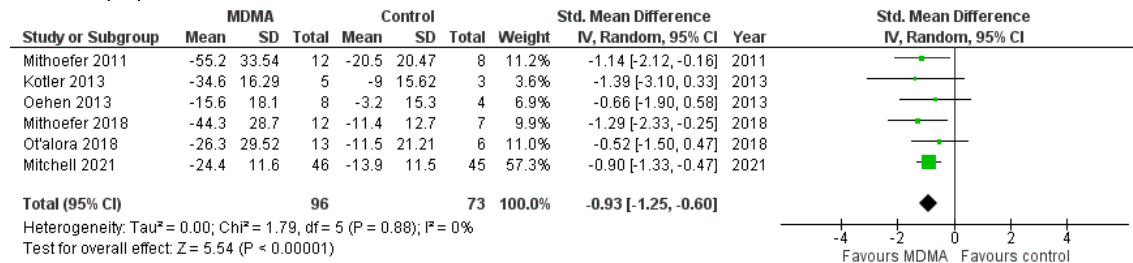 MDMA Control Std. Mean Difference Std. Mean Difference
Study or Subgroup Mean SD Total Mean SD Total Weight IV, Random, 95% CI Year IV, Random, 95% CI
Mithoefer 2011 -55.2 33.54 12 -20.5 20.47 8 11.2% -1.14 [-2.12, -0.16] 2011
Kotler 2013 -34.6 16.29 5 -9 15.62 3 3.6% -1.39 [-3.10, 0.33] 2013
Oehen 2013 -15.6 18.1 8 -3.2 15.3 4 6.9% -0.66 [-1.90, 0.58] 2013
Mithoefer 2018 -44.3 28.7 12 -11.4 12.7 7 9.9% -1.29 [-2.33, -0.25] 2018
Ot'alora 2018 -26.3 29.52 13 -11.5 21.21 6 11.0% -0.52 [-1.50, 0.47] 2018
Mitchell 2021 -24.4 11.6 46 -13.9 11.5 45 57.3% -0.90 [-1.33, -0.47] 2021
Total (95% CI) 96 73 100.0% -0.93 [-1.25, -0.60]
Heterogeneity: Tau² = 0.00; Chi² = 1.79, df = 5 (P = 0.88); I² = 0%
Test for overall effect: Z = 5.54 (P < 0.00001)
-4 -2 0 2 4
Favours MDMA Favours control